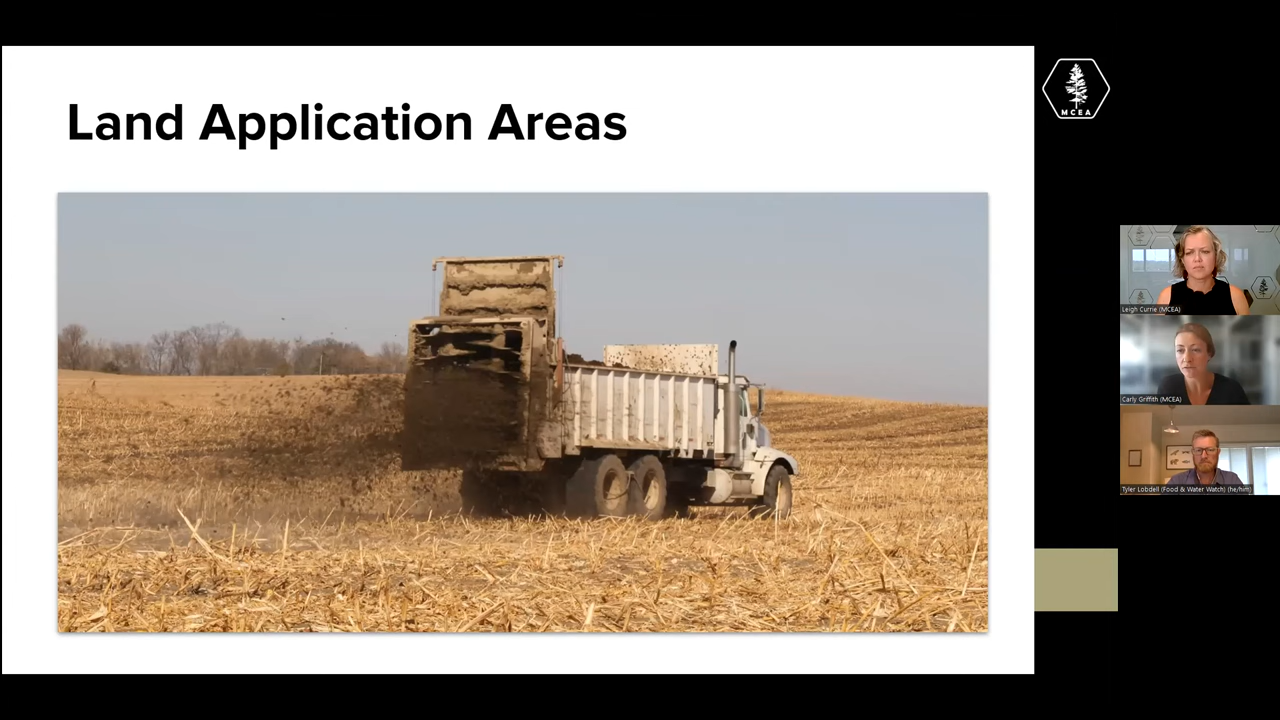 Land Application Areas
MCEA
Leigh Currie (MCEA)
Carly Griffith (MCEA)
Tyler Lobdell (Food & Water Watch) (he/him)